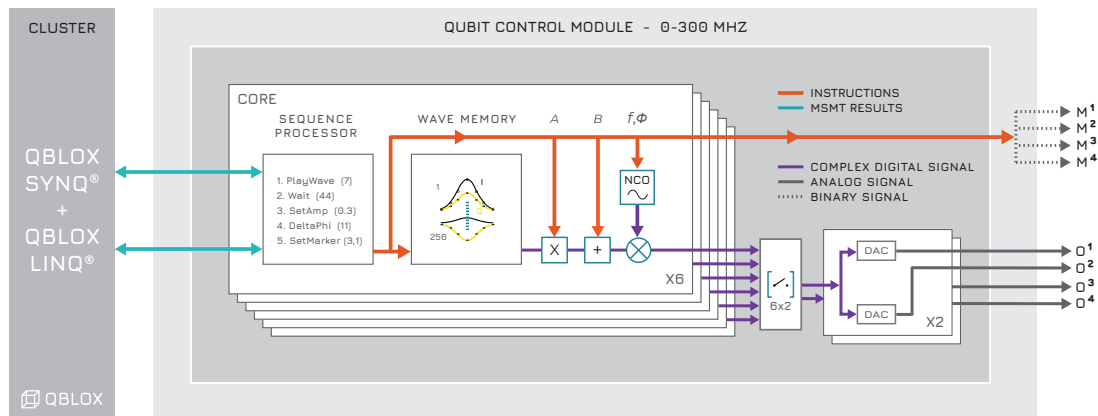 CLUSTER
QUBIT CONTROL MODULE - 0-300 MHZ
CORE
SEQUENCE
PROCESSOR
WAVE MEMORY
A
B
f,Φ
INSTRUCTIONS
MSMT RESULTS
M¹
M²
M³
M⁴
QBLOX
SYNQ®
+
QBLOX
LINQ®
1. PlayWave (7)
2. Wait (44)
3. SetAmp (0.3)
4. DeltaPhi (11)
5. SetMarker (3,1)
1
I
Q
256
NCO
X
+
X6
COMPLEX DIGITAL SIGNAL
ANALOG SIGNAL
BINARY SIGNAL
6x2
DAC
DAC
X2
O¹
O²
O³
O⁴
QBLOX